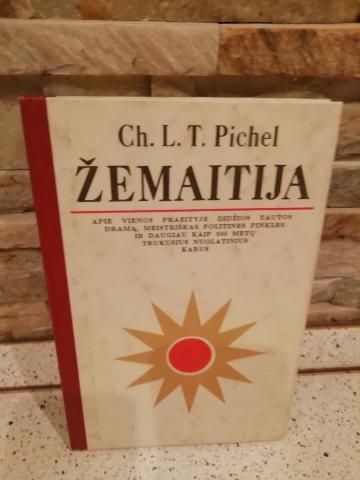 Ch. L. T. Pichel
ŽEMAITIJA
APIE VIENOS PRAEITYJE DIDŽIOS TAUTOS
DRAMĄ, MEISTRIŠKAS POLITINES PINKLES
IR DAUGIAU KAIP 500 METŲ
TRUKUSIUS NUOLATINIUS
KARUS